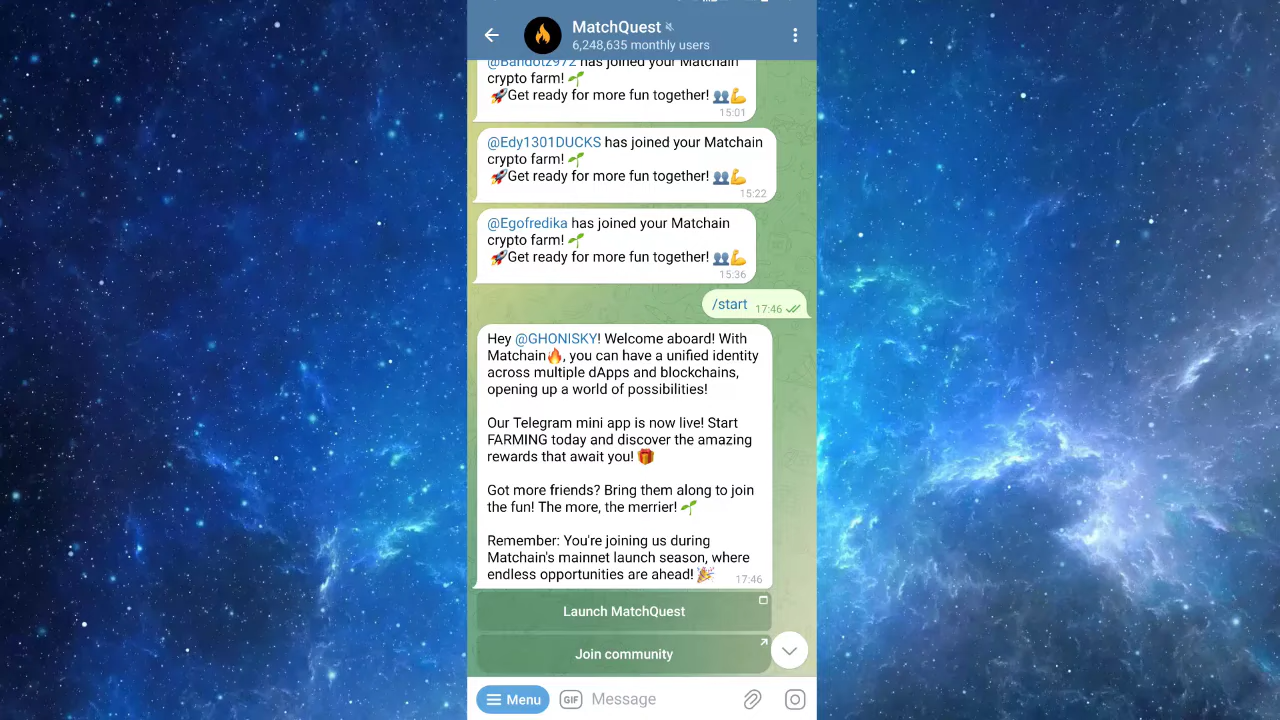 MatchQuest
6,248,635 monthly users
@Bandot2972 has joined your Matchain
crypto farm! 🌱
🚀Get ready for more fun together! 👥💪
15:01
@Edy1301DUCKS has joined your Matchain
crypto farm! 🌱
🚀Get ready for more fun together! 👥💪
15:22
@Egofredika has joined your Matchain
crypto farm! 🌱
🚀Get ready for more fun together! 👥💪
15:36
/start 17:46
Hey @GHONISKY! Welcome aboard! With
Matchain🔥, you can have a unified identity
across multiple dApps and blockchains,
opening up a world of possibilities!
Our Telegram mini app is now live! Start
FARMING today and discover the amazing
rewards that await you! 🎁
Got more friends? Bring them along to join
the fun! The more, the merrier! 🌱
Remember: You're joining us during
Matchain's mainnet launch season, where
endless opportunities are ahead! 🎉 17:46
Launch MatchQuest
Join community
Menu GIF Message